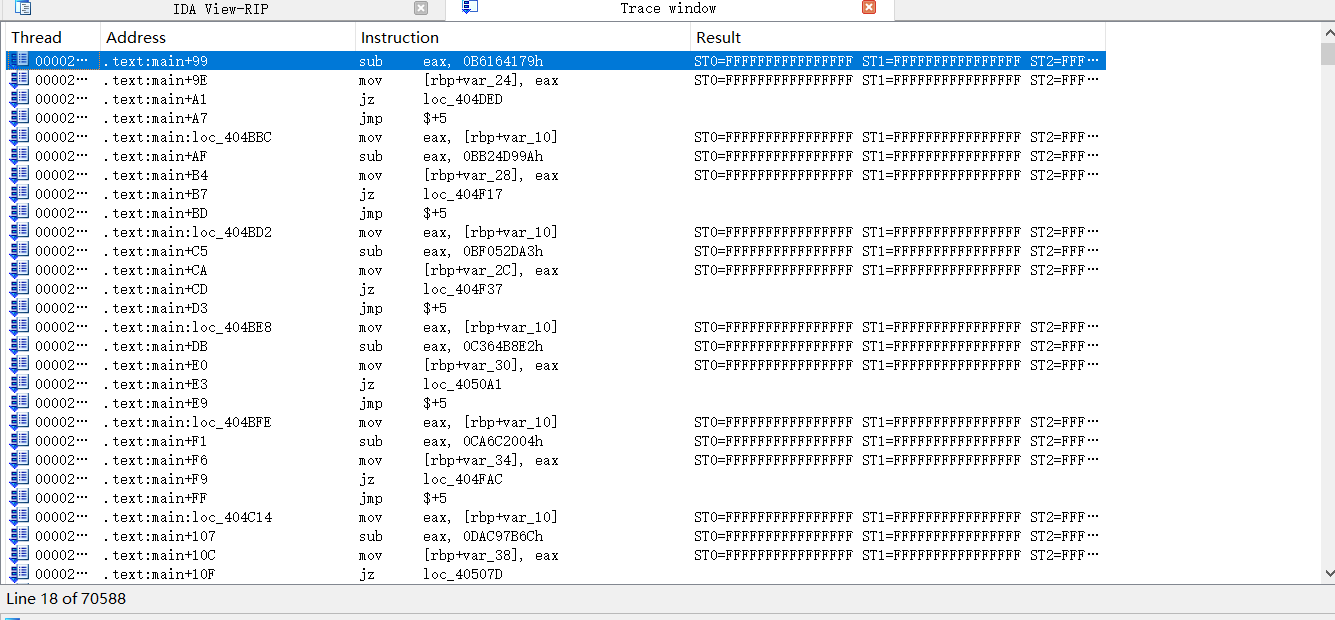 IDA View-RIP Trace window
Thread Address Instruction Result
00002… .text:main+99 sub eax, 0B6164179h ST0=FFFFFFFFFFFFFFFF ST1=FFFFFFFFFFFFFFFF ST2=FFF…
00002… .text:main+9E mov [rbp+var_24], eax ST0=FFFFFFFFFFFFFFFF ST1=FFFFFFFFFFFFFFFF ST2=FFF…
00002… .text:main+A1 jz loc_404DED
00002… .text:main+A7 jmp $+5
00002… .text:main:loc_404BBC mov eax, [rbp+var_10] ST0=FFFFFFFFFFFFFFFF ST1=FFFFFFFFFFFFFFFF ST2=FFF…
00002… .text:main+AF sub eax, 0BB24D99Ah ST0=FFFFFFFFFFFFFFFF ST1=FFFFFFFFFFFFFFFF ST2=FFF…
00002… .text:main+B4 mov [rbp+var_28], eax ST0=FFFFFFFFFFFFFFFF ST1=FFFFFFFFFFFFFFFF ST2=FFF…
00002… .text:main+B7 jz loc_404F17
00002… .text:main+BD jmp $+5
00002… .text:main:loc_404BD2 mov eax, [rbp+var_10] ST0=FFFFFFFFFFFFFFFF ST1=FFFFFFFFFFFFFFFF ST2=FFF…
00002… .text:main+C5 sub eax, 0BF052DA3h ST0=FFFFFFFFFFFFFFFF ST1=FFFFFFFFFFFFFFFF ST2=FFF…
00002… .text:main+CA mov [rbp+var_2C], eax ST0=FFFFFFFFFFFFFFFF ST1=FFFFFFFFFFFFFFFF ST2=FFF…
00002… .text:main+CD jz loc_404F37
00002… .text:main+D3 jmp $+5
00002… .text:main:loc_404BE8 mov eax, [rbp+var_10] ST0=FFFFFFFFFFFFFFFF ST1=FFFFFFFFFFFFFFFF ST2=FFF…
00002… .text:main+DB sub eax, 0C364B8E2h ST0=FFFFFFFFFFFFFFFF ST1=FFFFFFFFFFFFFFFF ST2=FFF…
00002… .text:main+E0 mov [rbp+var_30], eax ST0=FFFFFFFFFFFFFFFF ST1=FFFFFFFFFFFFFFFF ST2=FFF…
00002… .text:main+E3 jz loc_4050A1
00002… .text:main+E9 jmp $+5
00002… .text:main:loc_404BFE mov eax, [rbp+var_10] ST0=FFFFFFFFFFFFFFFF ST1=FFFFFFFFFFFFFFFF ST2=FFF…
00002… .text:main+F1 sub eax, 0CA6C2004h ST0=FFFFFFFFFFFFFFFF ST1=FFFFFFFFFFFFFFFF ST2=FFF…
00002… .text:main+F6 mov [rbp+var_34], eax ST0=FFFFFFFFFFFFFFFF ST1=FFFFFFFFFFFFFFFF ST2=FFF…
00002… .text:main+F9 jz loc_404FAC
00002… .text:main+FF jmp $+5
00002… .text:main:loc_404C14 mov eax, [rbp+var_10] ST0=FFFFFFFFFFFFFFFF ST1=FFFFFFFFFFFFFFFF ST2=FFF…
00002… .text:main+107 sub eax, 0DAC97B6Ch ST0=FFFFFFFFFFFFFFFF ST1=FFFFFFFFFFFFFFFF ST2=FFF…
00002… .text:main+10C mov [rbp+var_38], eax ST0=FFFFFFFFFFFFFFFF ST1=FFFFFFFFFFFFFFFF ST2=FFF…
00002… .text:main+10F jz loc_40507D
Line 18 of 70588